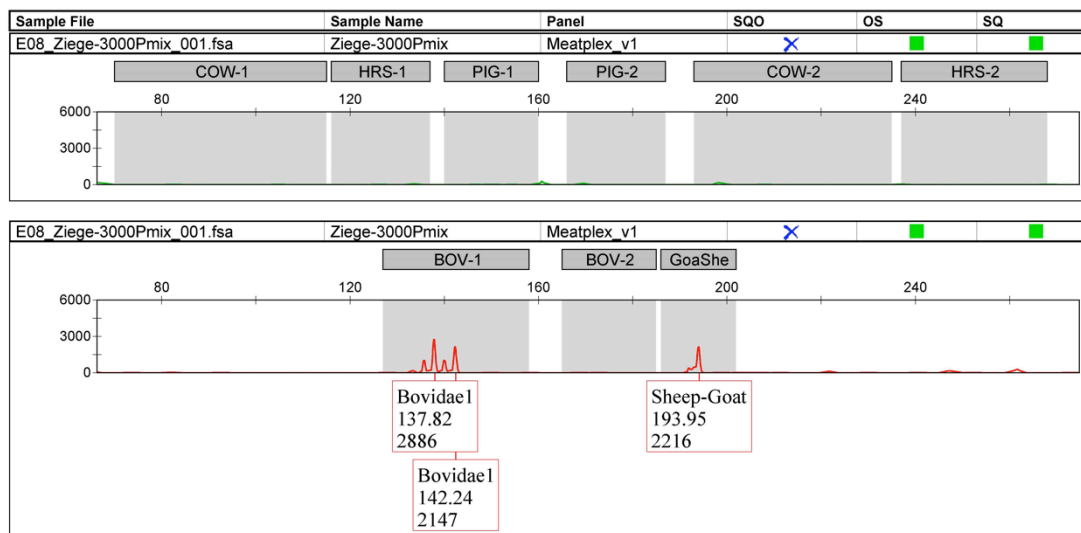 Sample File Sample Name Panel SQO OS SQ
E08_Ziege-3000Pmix_001.fsa Ziege-3000Pmix Meatplex_v1
COW-1 HRS-1 PIG-1 PIG-2 COW-2 HRS-2
80 120 160 200 240
6000
3000
0
E08_Ziege-3000Pmix_001.fsa Ziege-3000Pmix Meatplex_v1
BOV-1 BOV-2 GoaShe
80 120 160 200 240
6000
3000
0
Bovidae1 Sheep-Goat
137.82 193.95
2886 2216
Bovidae1
142.24
2147